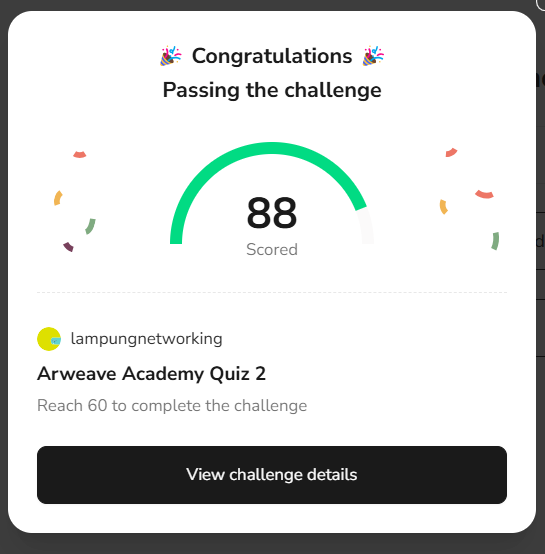 🎉 Congratulations 🎉
Passing the challenge
88
Scored
lampungnetworking
Arweave Academy Quiz 2
Reach 60 to complete the challenge
View challenge details